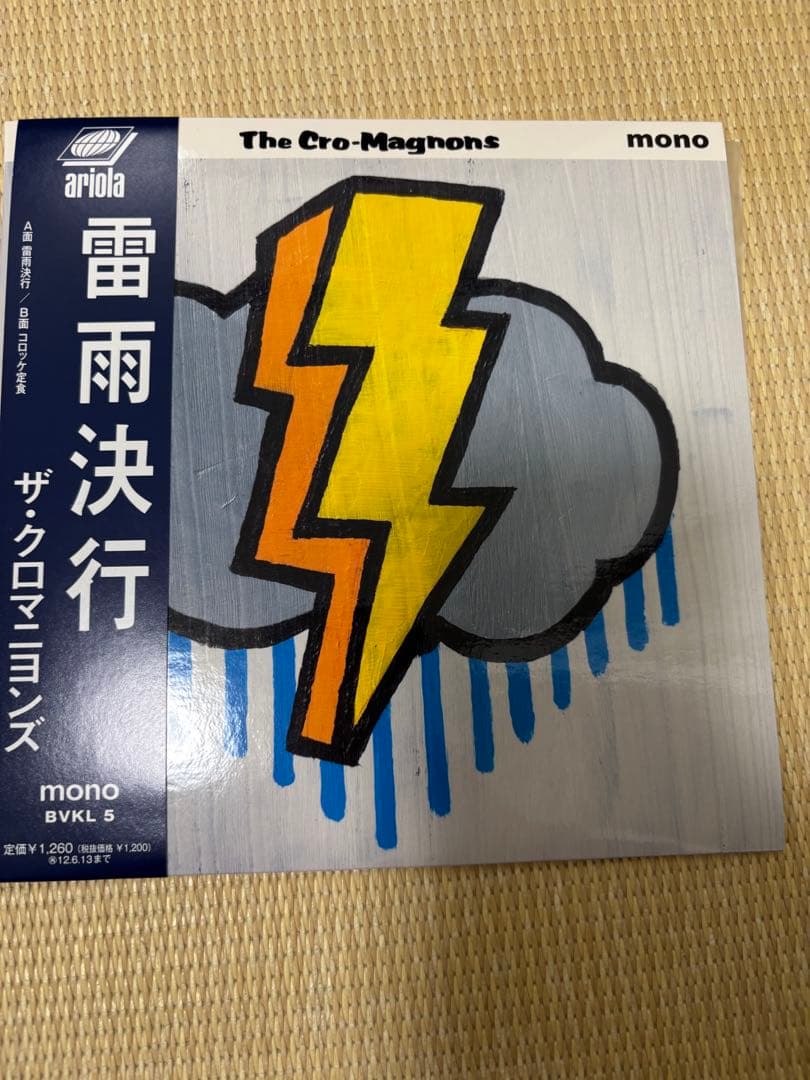 The Cro-Magnons
mono
ariola
雷雨決行
A面 雷雨決行 / B面 コロッケ定食
ザ・クロマニヨンズ
mono
BVKL 5
定価¥1,260 (税抜価格 ¥1,200)
Ⓐ12.6.13まで